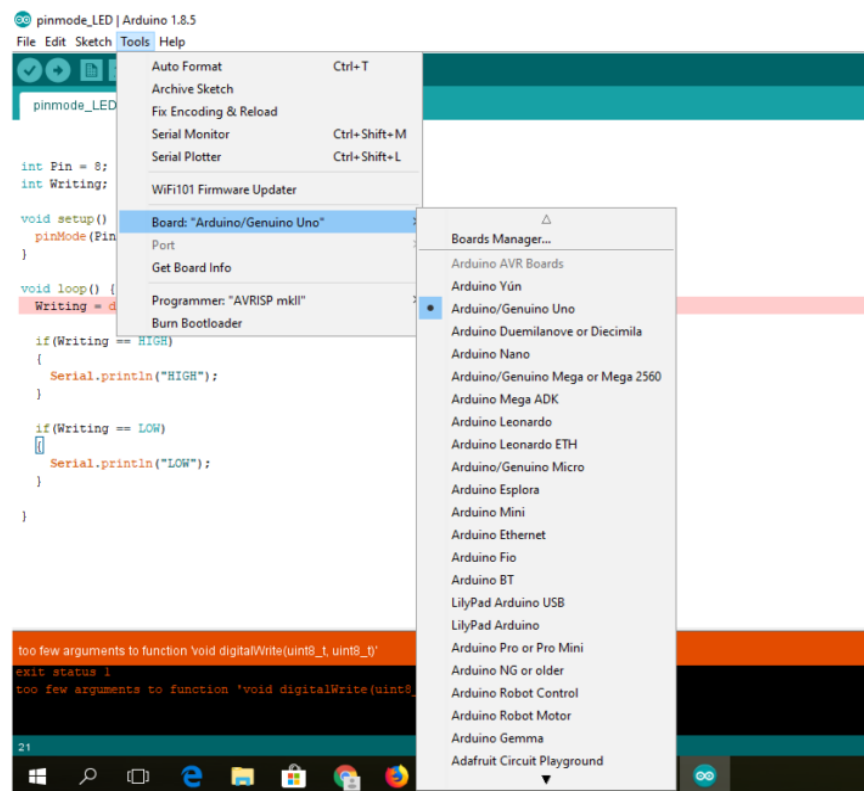 pinmode_LED | Arduino 1.8.5
File Edit Sketch Tools Help
pinmode_LED
Auto Format Ctrl+T
Archive Sketch
Fix Encoding & Reload
Serial Monitor Ctrl+Shift+M
Serial Plotter Ctrl+Shift+L
WiFi101 Firmware Updater
Board: "Arduino/Genuino Uno"
Port
Get Board Info
Programmer: "AVRISP mkII"
Burn Bootloader
Boards Manager...
Arduino AVR Boards
Arduino Yún
Arduino/Genuino Uno
Arduino Duemilanove or Diecimila
Arduino Nano
Arduino/Genuino Mega or Mega 2560
Arduino Mega ADK
Arduino Leonardo
Arduino Leonardo ETH
Arduino/Genuino Micro
Arduino Esplora
Arduino Mini
Arduino Ethernet
Arduino Fio
Arduino BT
LilyPad Arduino USB
LilyPad Arduino
Arduino Pro or Pro Mini
Arduino NG or older
Arduino Robot Control
Arduino Robot Motor
Arduino Gemma
Adafruit Circuit Playground
int Pin = 8;
int Writing;
void setup()
pinMode(Pin
}
void loop() {
Writing = d
if(Writing == HIGH)
{
Serial.println("HIGH");
}
if(Writing == LOW)
{
Serial.println("LOW");
}
}
too few arguments to function 'void digitalWrite(uint8_t, uint8_t)'
exit status 1
too few arguments to function 'void digitalWrite(uint8_
21